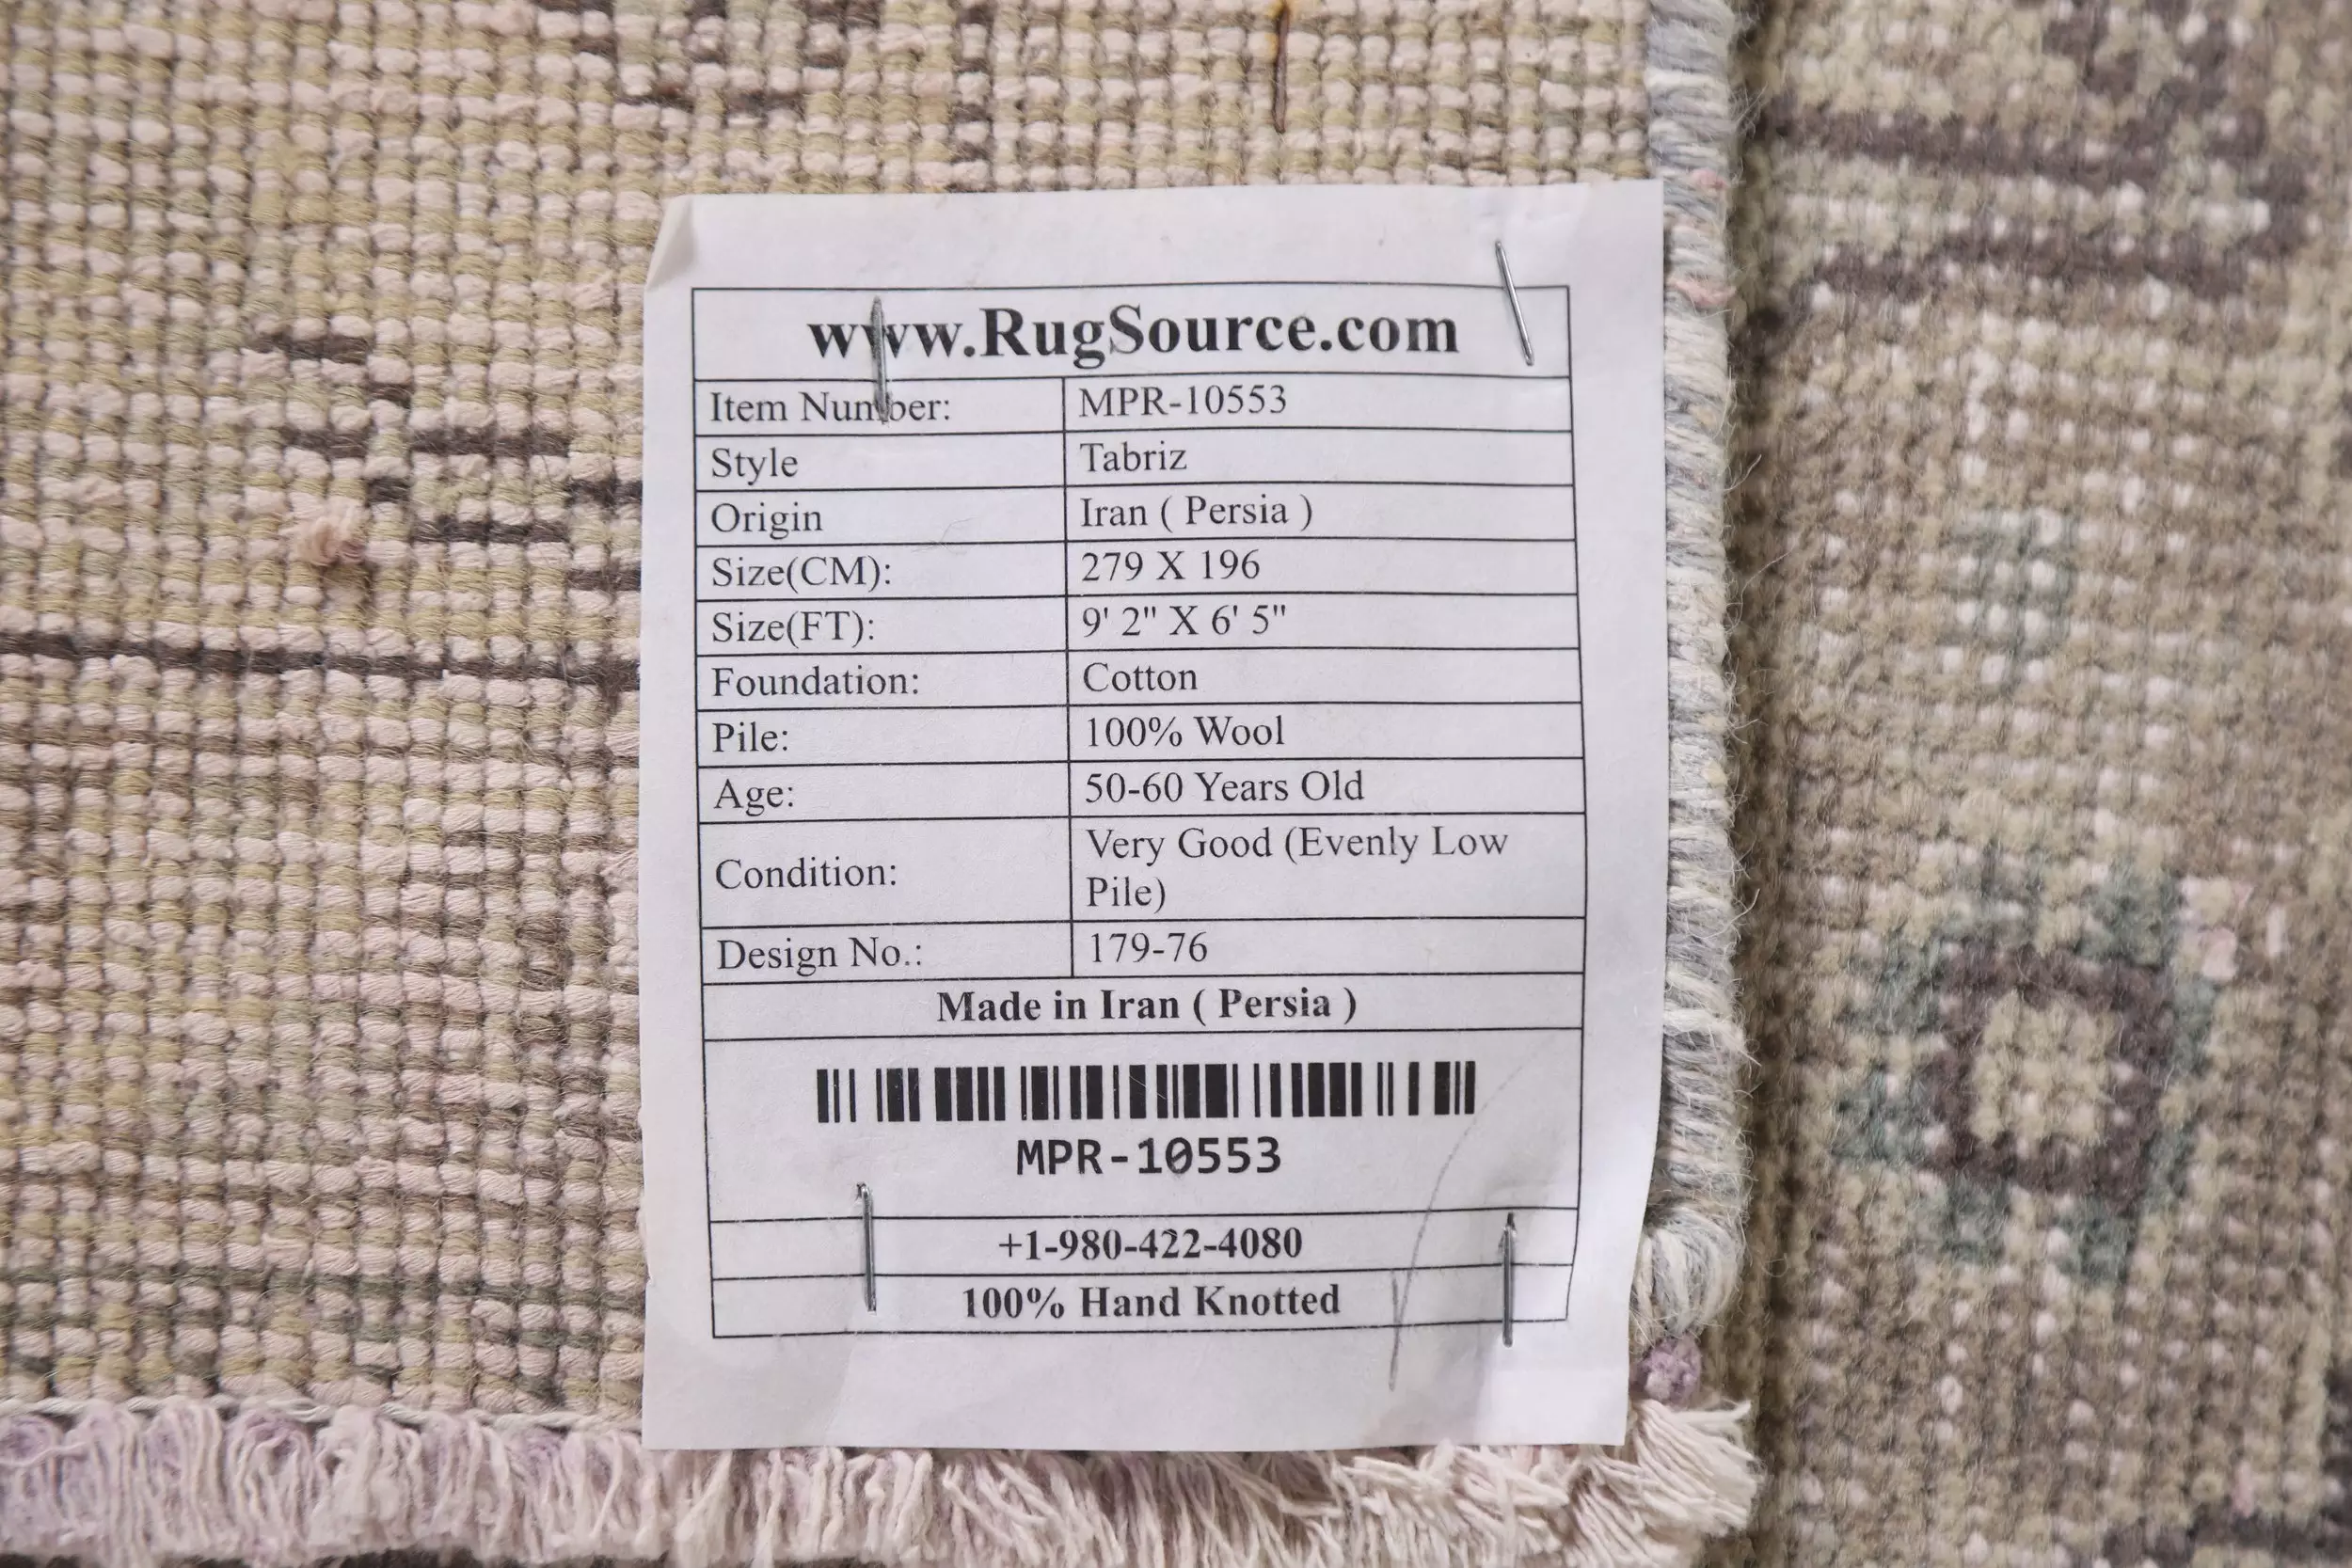 www.RugSource.com
Item Number: MPR-10553
Style Tabriz
Origin Iran ( Persia )
Size(CM): 279 X 196
Size(FT): 9' 2" X 6' 5"
Foundation: Cotton
Pile: 100% Wool
Age: 50-60 Years Old
Condition: Very Good (Evenly Low
Pile)
Design No.: 179-76
Made in Iran ( Persia )
MPR-10553
+1-980-422-4080
100% Hand Knotted